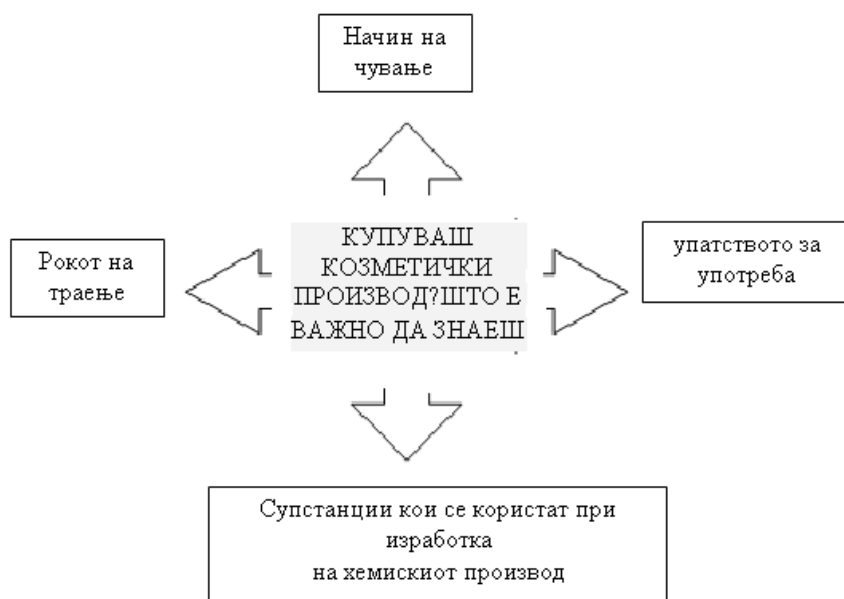 Начин на
чување
КУПУВАШ
КОЗМЕТИЧКИ
ПРОИЗВОД?ШТО Е
ВАЖНО ДА ЗНАЕШ
Рокот на
траење
упатството за
употреба
Супстанции кои се користат при
изработка
на хемискиот производ